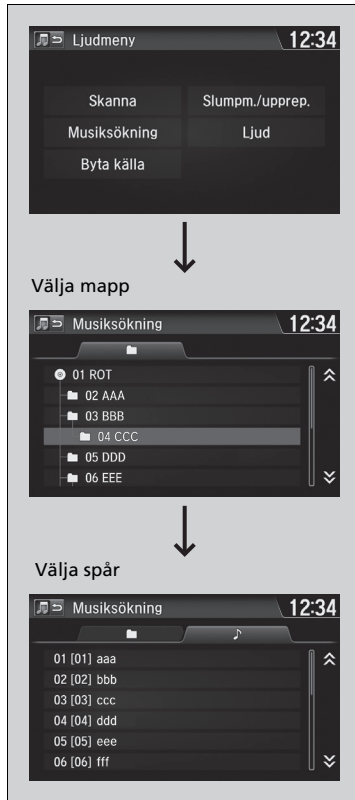 Ljudmeny 12:34
Skanna Slumpm./upprep.
Musiksökning Ljud
Byta källa
Välja mapp
Musiksökning 12:34
01 ROT
02 AAA
03 BBB
04 CCC
05 DDD
06 EEE
Välja spår
Musiksökning 12:34
01 [01] aaa
02 [02] bbb
03 [03] ccc
04 [04] ddd
05 [05] eee
06 [06] fff